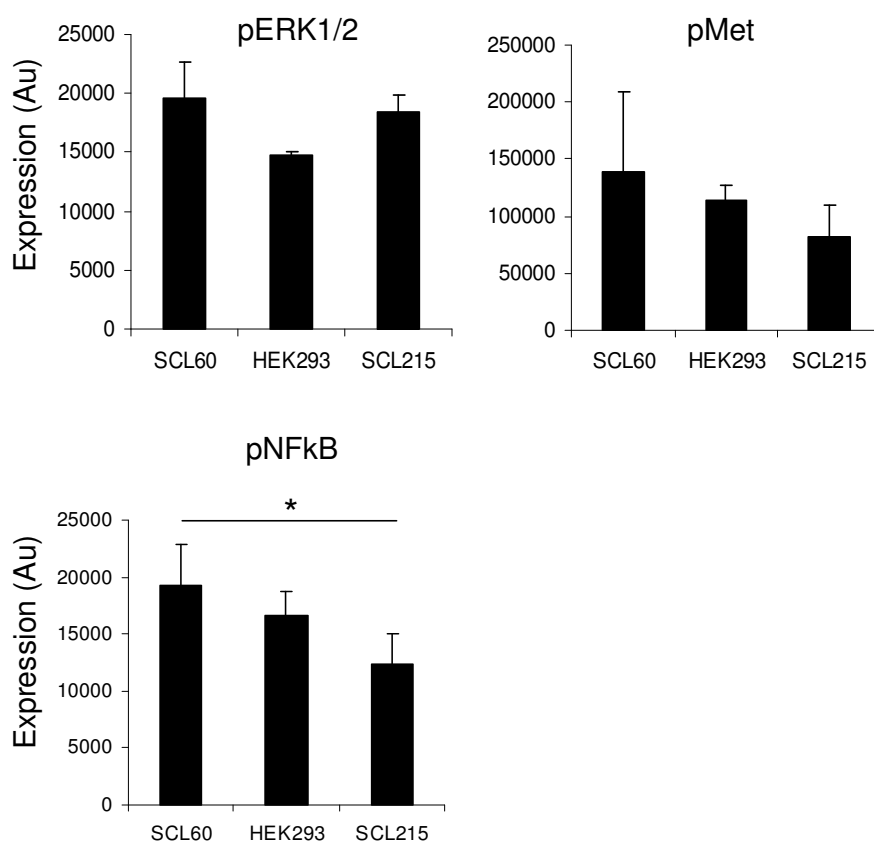 pERK1/2
Expression (Au)
25000
20000
15000
10000
5000
0
SCL60 HEK293 SCL215
pMet
250000
200000
150000
100000
50000
0
SCL60 HEK293 SCL215
pNFkB
*
Expression (Au)
25000
20000
15000
10000
5000
0
SCL60 HEK293 SCL215